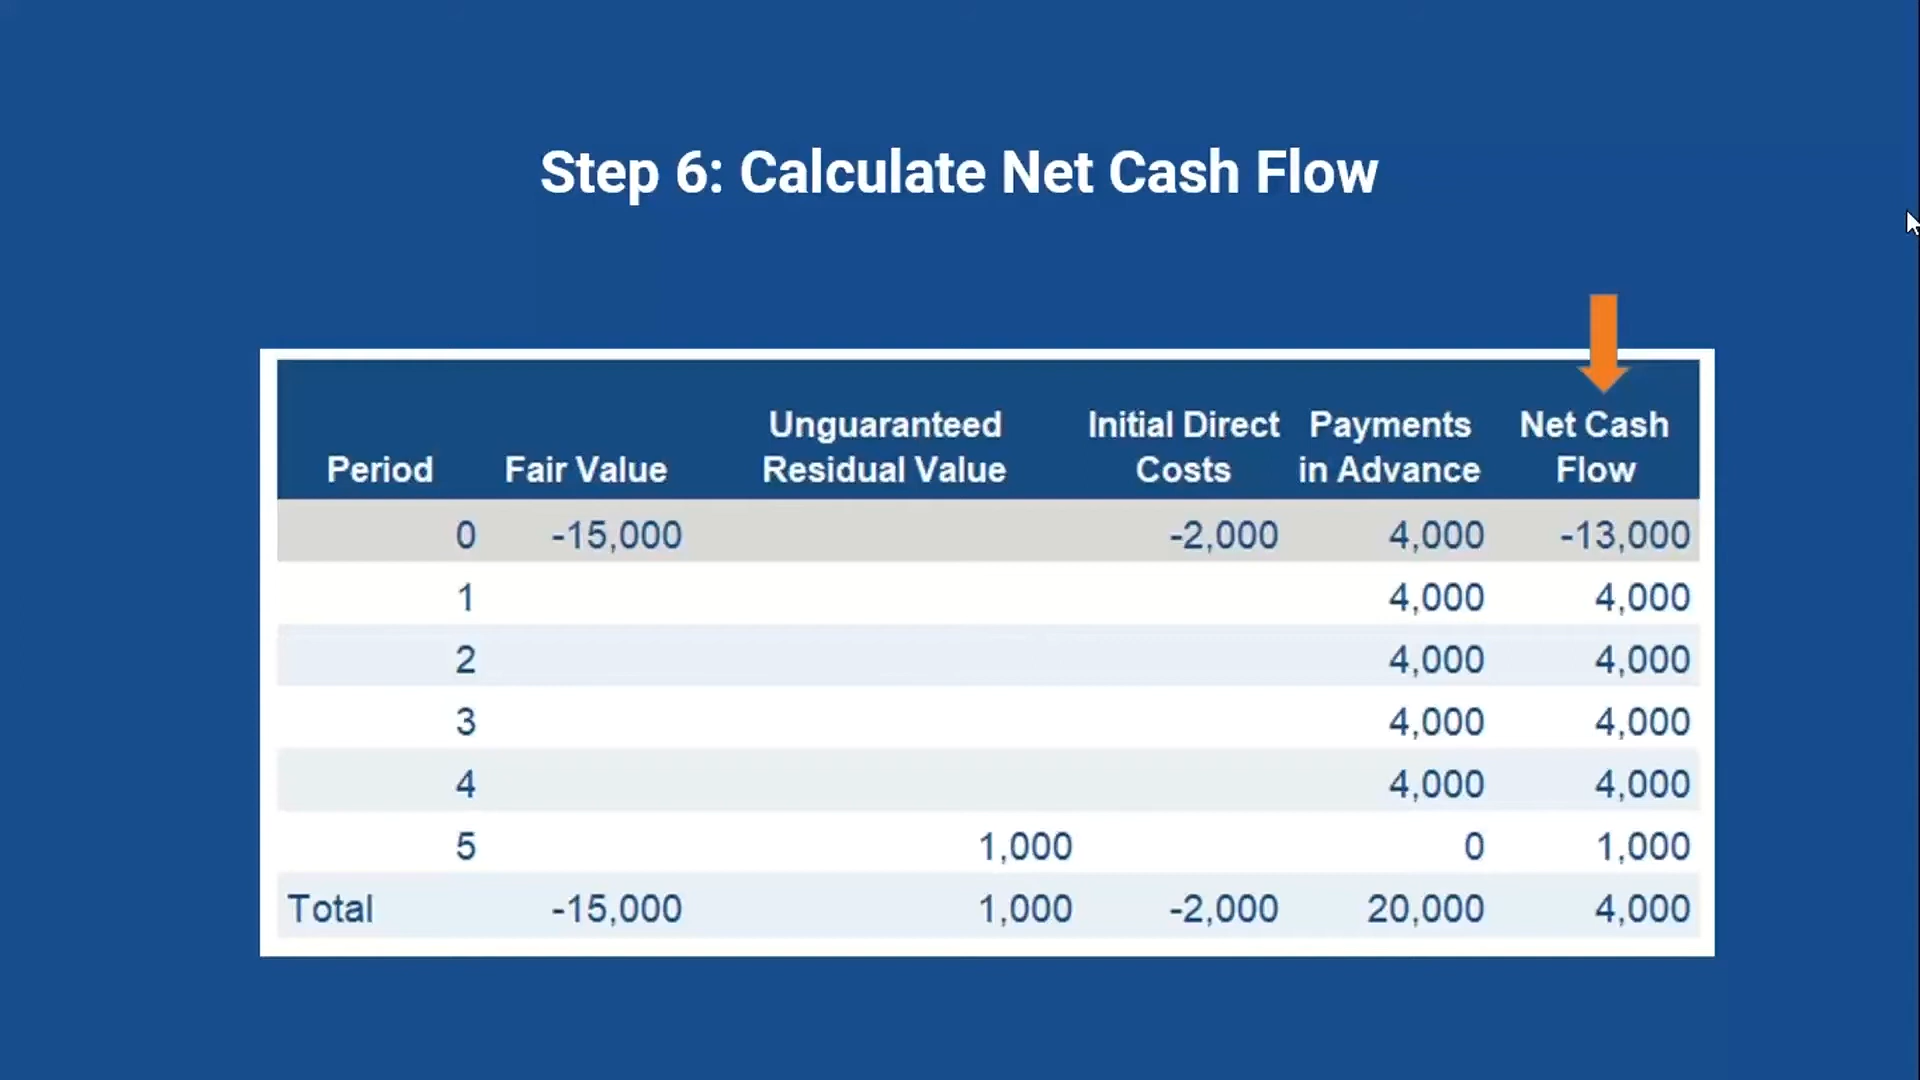 Step 6: Calculate Net Cash Flow
Unguaranteed Initial Direct Payments Net Cash
Period Fair Value Residual Value Costs in Advance Flow
0 -15,000 -2,000 4,000 -13,000
1 4,000 4,000
2 4,000 4,000
3 4,000 4,000
4 4,000 4,000
5 1,000 0 1,000
Total -15,000 1,000 -2,000 20,000 4,000